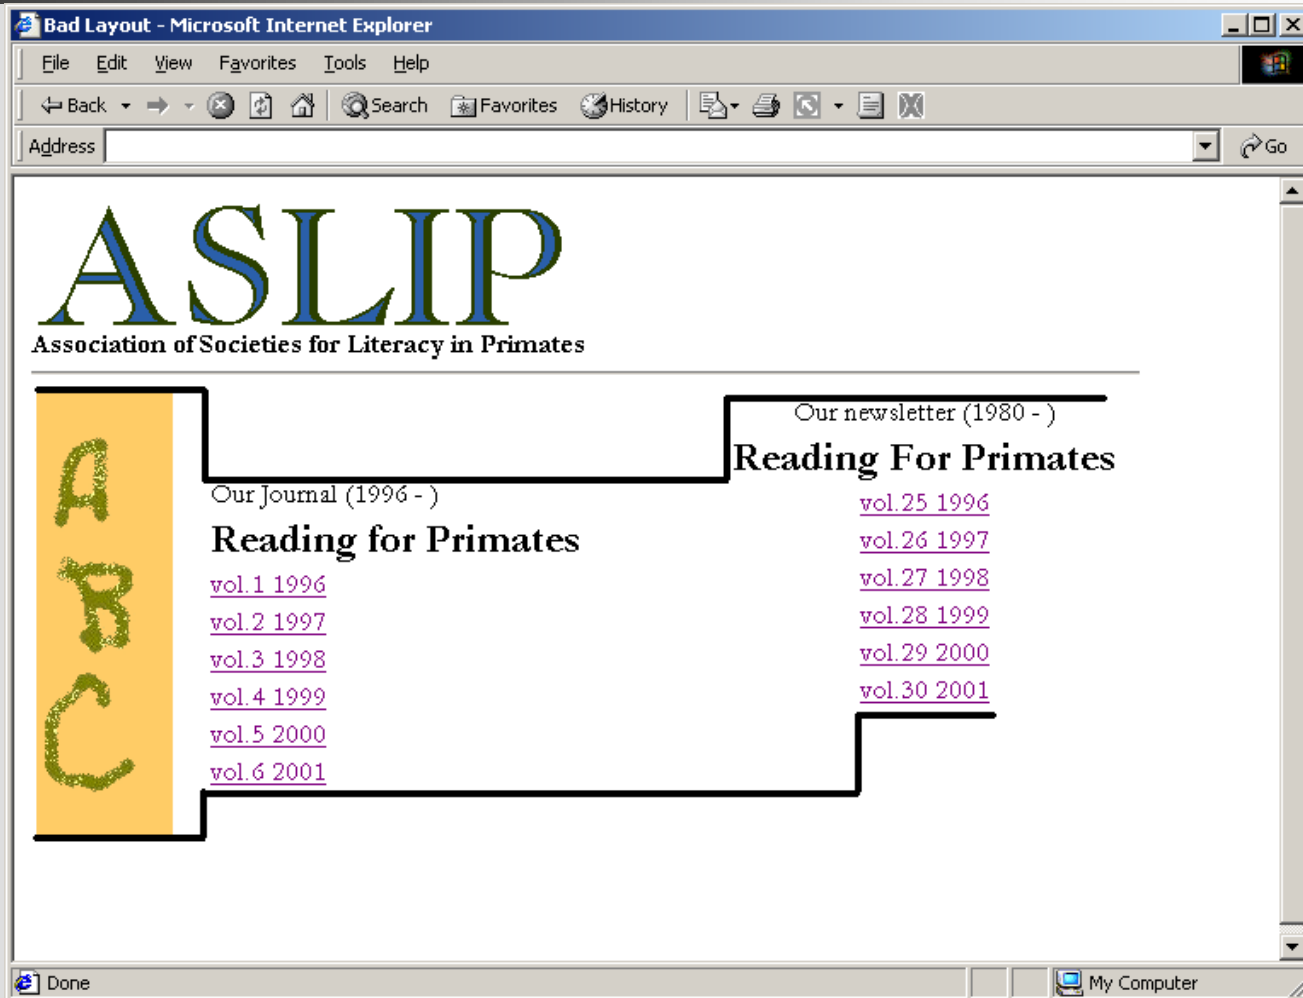 Bad Layout - Microsoft Internet Explorer
File Edit View Favorites Tools Help
Back Search Favorites History
Address Go
ASLIP
Association of Societies for Literacy in Primates
A
B
C
Our Journal (1996 - )
Reading for Primates
vol.1 1996
vol.2 1997
vol.3 1998
vol.4 1999
vol.5 2000
vol.6 2001
Our newsletter (1980 - )
Reading For Primates
vol.25 1996
vol.26 1997
vol.27 1998
vol.28 1999
vol.29 2000
vol.30 2001
Done My Computer